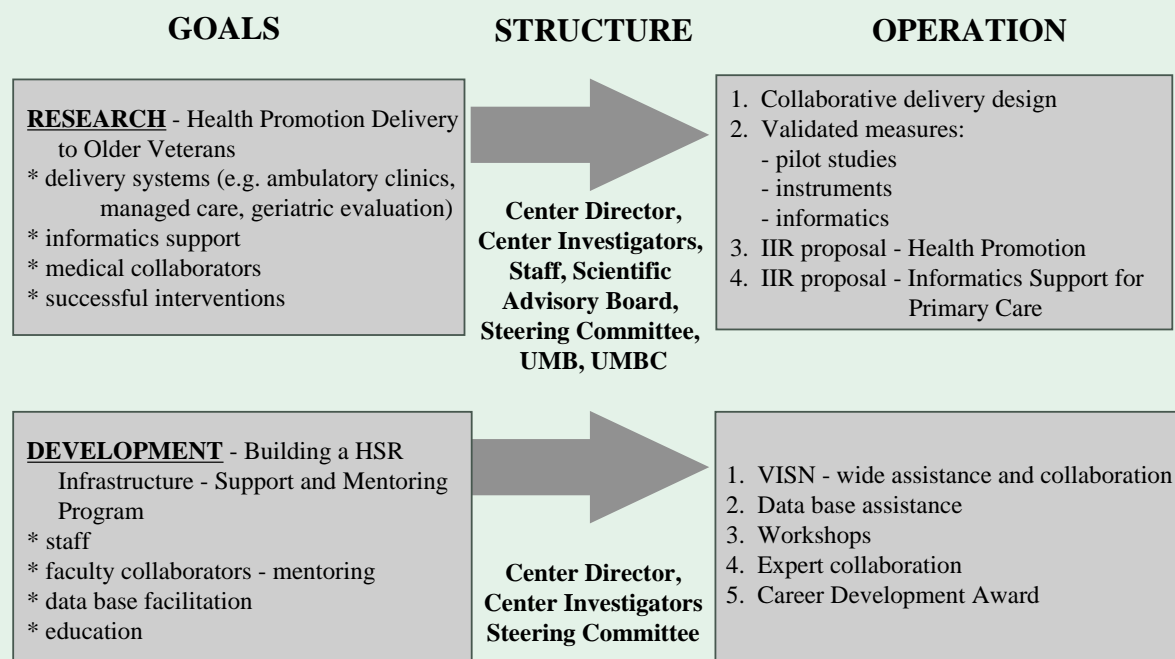 GOALS
STRUCTURE
OPERATION
RESEARCH - Health Promotion Delivery
to Older Veterans
* delivery systems (e.g. ambulatory clinics,
managed care, geriatric evaluation)
* informatics support
* medical collaborators
* successful interventions
Center Director,
Center Investigators,
Staff, Scientific
Advisory Board,
Steering Committee,
UMB, UMBC
1. Collaborative delivery design
2. Validated measures:
- pilot studies
- instruments
- informatics
3. IIR proposal - Health Promotion
4. IIR proposal - Informatics Support for
Primary Care
DEVELOPMENT - Building a HSR
Infrastructure - Support and Mentoring
Program
* staff
* faculty collaborators - mentoring
* data base facilitation
* education
Center Director,
Center Investigators
Steering Committee
1. VISN - wide assistance and collaboration
2. Data base assistance
3. Workshops
4. Expert collaboration
5. Career Development Award